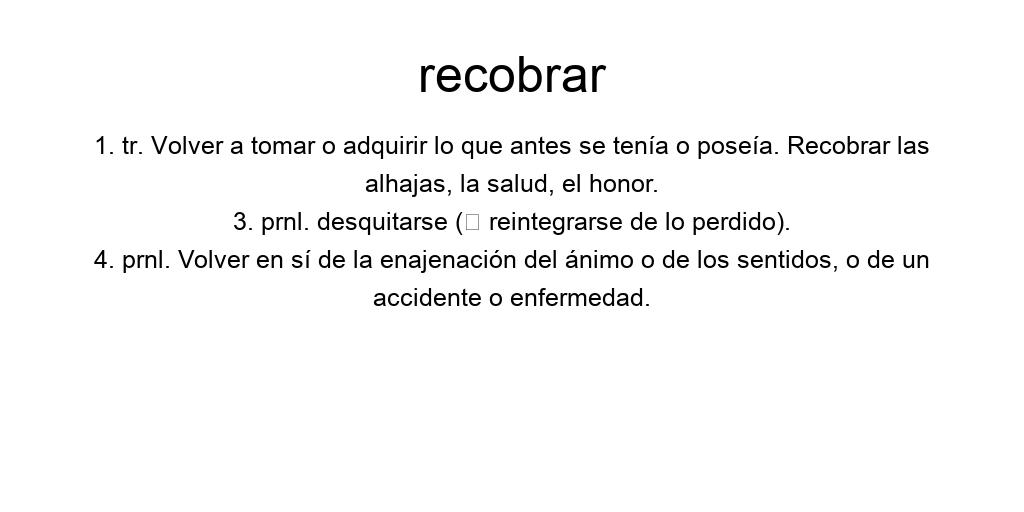 recobrar
1. tr. Volver a tomar o adquirir lo que antes se tenía o poseía. Recobrar las
alhajas, la salud, el honor.
3. prnl. desquitarse (□ reintegrarse de lo perdido).
4. prnl. Volver en sí de la enajenación del ánimo o de los sentidos, o de un
accidente o enfermedad.